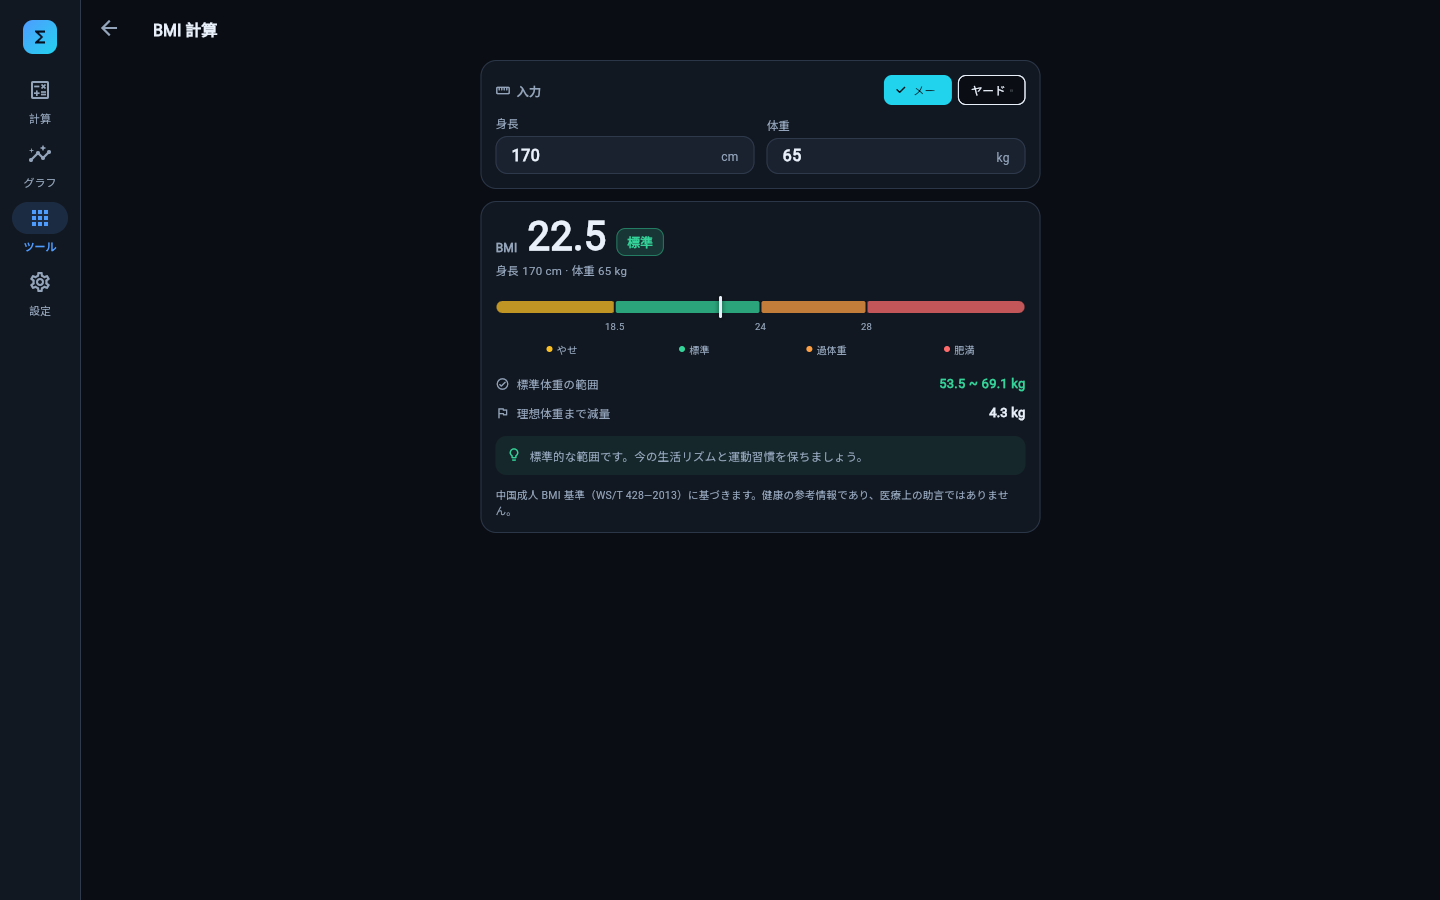 Σ
BMI 計算
計算
グラフ
ツール
設定
入力
メー
ヤード
身長
170 cm
体重
65 kg
BMI 22.5 標準
身長 170 cm · 体重 65 kg
18.5 24 28
やせ 標準 過体重 肥満
標準体重の範囲 53.5 ~ 69.1 kg
理想体重まで減量 4.3 kg
標準的な範囲です。今の生活リズムと運動習慣を保ちましょう。
中国成人 BMI 基準（WS/T 428—2013）に基づきます。健康の参考情報であり、医療上の助言ではありませ
ん。